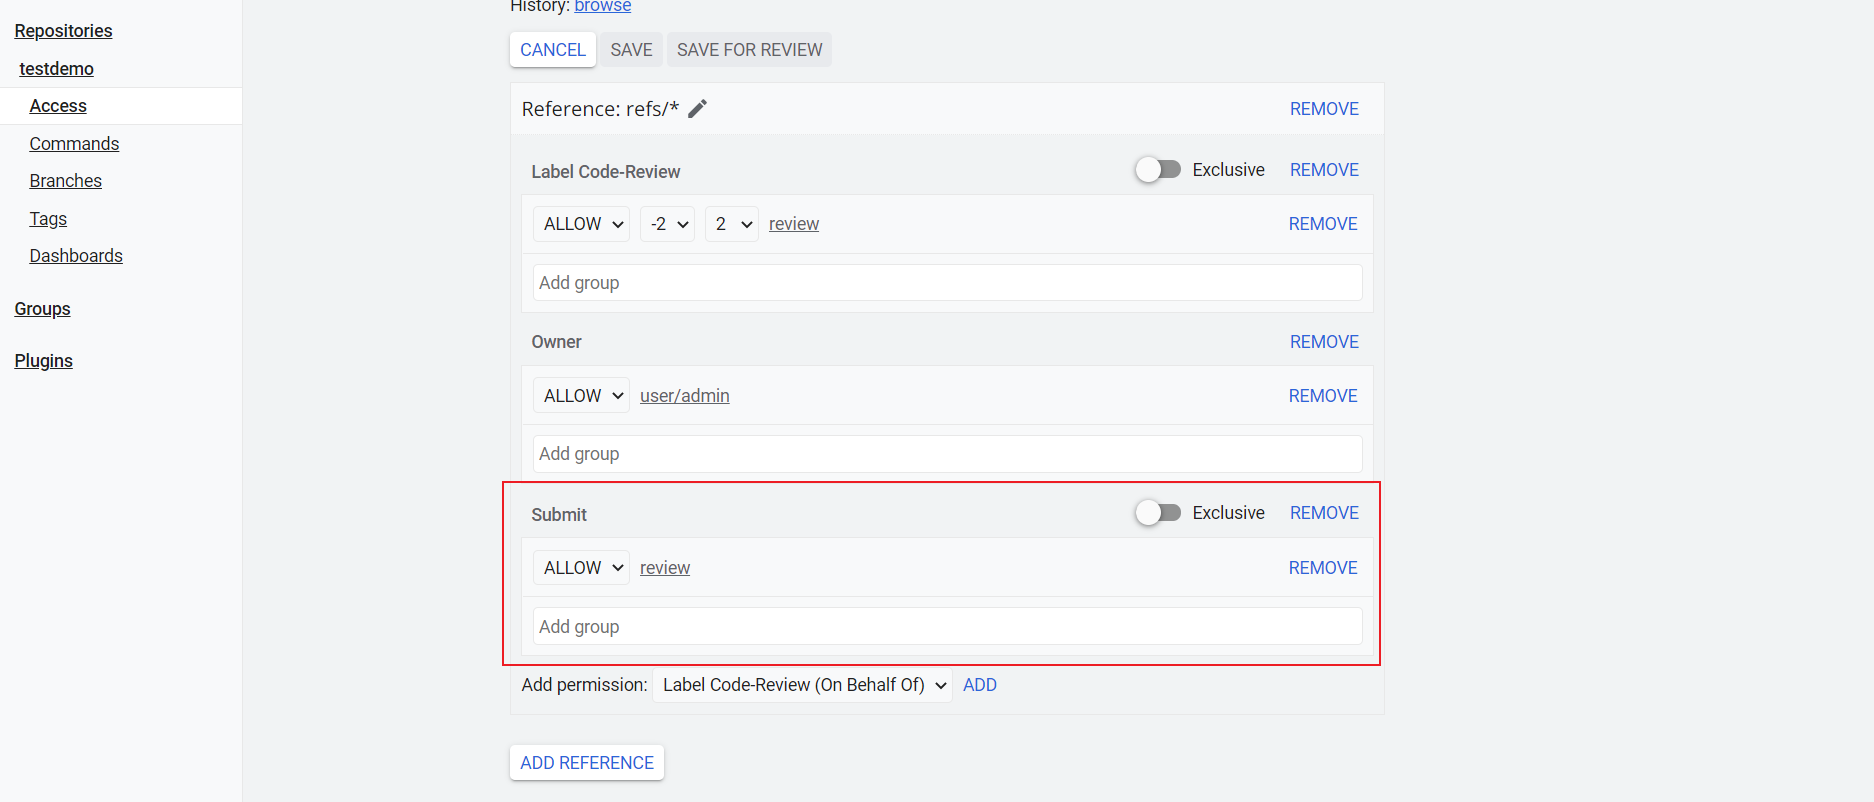 Repositories
testdemo
Access
Commands
Branches
Tags
Dashboards
Groups
Plugins
History: browse
CANCEL SAVE SAVE FOR REVIEW
Reference: refs/* REMOVE
Label Code-Review Exclusive REMOVE
ALLOW -2 2 review REMOVE
Add group
Owner REMOVE
ALLOW user/admin REMOVE
Add group
Submit Exclusive REMOVE
ALLOW review REMOVE
Add group
Add permission: Label Code-Review (On Behalf Of) ADD
ADD REFERENCE